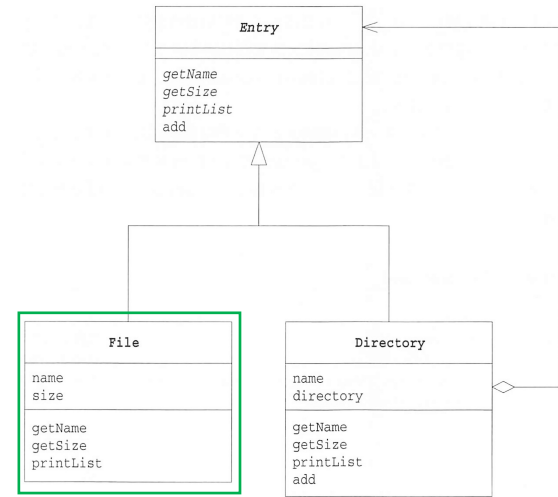 Entry
getName
getSize
printList
add
File
name
size
getName
getSize
printList
Directory
name
directory
getName
getSize
printList
add